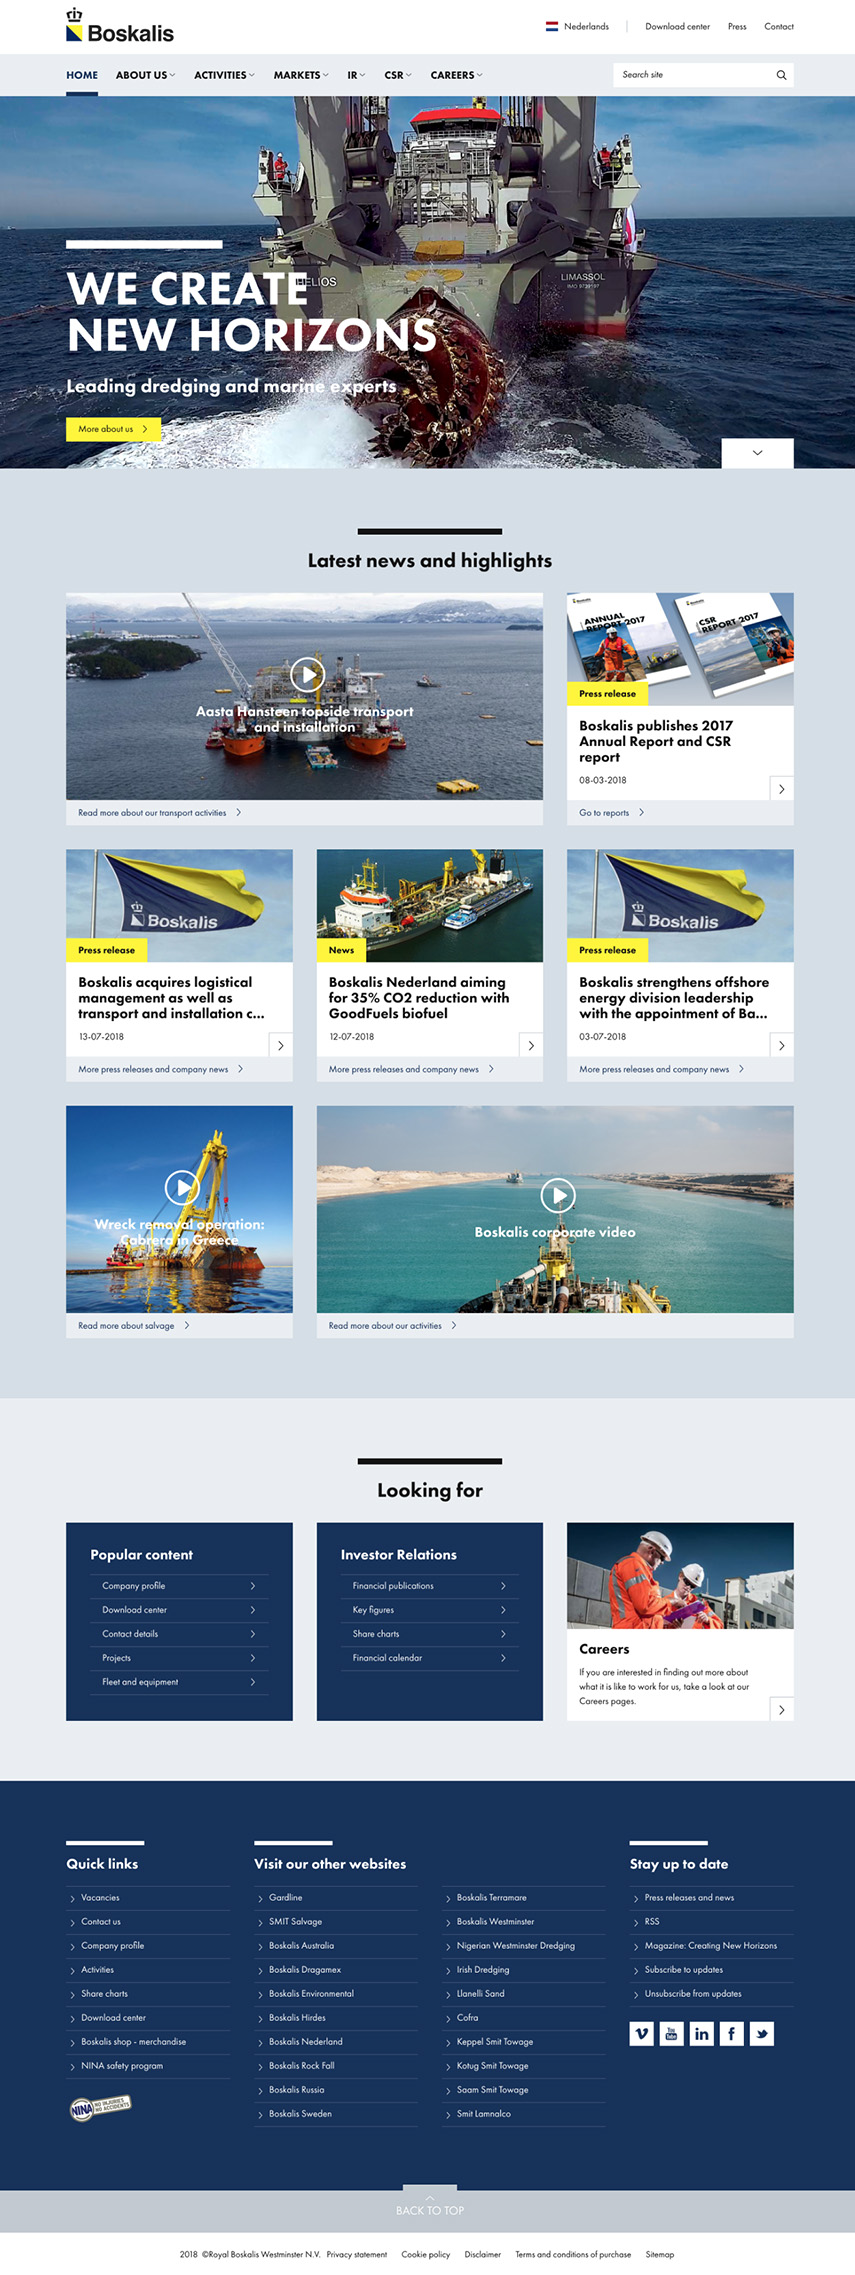 Boskalis
Nederlands
Download center
Press
Contact
HOME
ABOUT US
ACTIVITIES
MARKETS
IR
CSR
CAREERS
Search site
HELIOS
LIMASSOL
IMO 9739197
WE CREATE
NEW HORIZONS
Leading dredging and marine experts
More about us
Latest news and highlights
Aasta Hansteen topside transport
and installation
Read more about our transport activities
Boskalis
ANNUAL
REPORT 2017
CSR
REPORT 2017
Press release
Boskalis publishes 2017
Annual Report and CSR
report
08-03-2018
Go to reports
Boskalis
Press release
Boskalis acquires logistical
management as well as
transport and installation c...
13-07-2018
More press releases and company news
News
Boskalis Nederland aiming
for 35% CO2 reduction with
GoodFuels biofuel
12-07-2018
More press releases and company news
Boskalis
Press release
Boskalis strengthens offshore
energy division leadership
with the appointment of Ba...
03-07-2018
More press releases and company news
Wreck removal operation:
Cabrera in Greece
Read more about salvage
Boskalis corporate video
Read more about our activities
Looking for
Popular content
Company profile
Download center
Contact details
Projects
Fleet and equipment
Investor Relations
Financial publications
Key figures
Share charts
Financial calendar
Careers
If you are interested in finding out more about
what it is like to work for us, take a look at our
Careers pages.
Quick links
Vacancies
Contact us
Company profile
Activities
Share charts
Download center
Boskalis shop - merchandise
NINA safety program
NINA
NO INJURIES
NO ACCIDENTS
Visit our other websites
Gardline
SMIT Salvage
Boskalis Australia
Boskalis Dragamex
Boskalis Environmental
Boskalis Hirdes
Boskalis Nederland
Boskalis Rock Fall
Boskalis Russia
Boskalis Sweden
Boskalis Terramare
Boskalis Westminster
Nigerian Westminster Dredging
Irish Dredging
Llanelli Sand
Cofra
Keppel Smit Towage
Kotug Smit Towage
Saam Smit Towage
Smit Lamnalco
Stay up to date
Press releases and news
RSS
Magazine: Creating New Horizons
Subscribe to updates
Unsubscribe from updates
You
Tube
in
f
BACK TO TOP
2018 ©Royal Boskalis Westminster N.V. Privacy statement Cookie policy Disclaimer Terms and conditions of purchase Sitemap